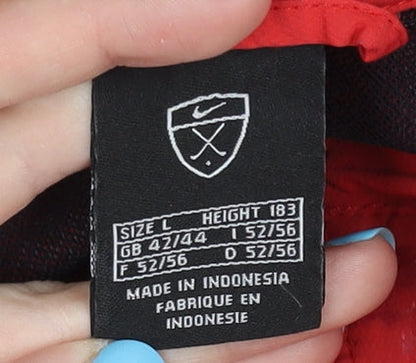 SIZE L HEIGHT 183
GB 42/44 I 52/56
F 52/56 D 52/56
MADE IN INDONESIA
FABRIQUE EN
INDONESIE